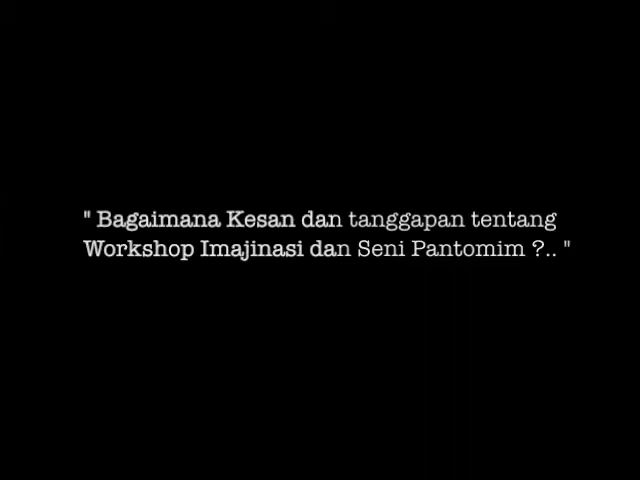 " Bagaimana Kesan dan tanggapan tentang
Workshop Imajinasi dan Seni Pantomim ?.. "